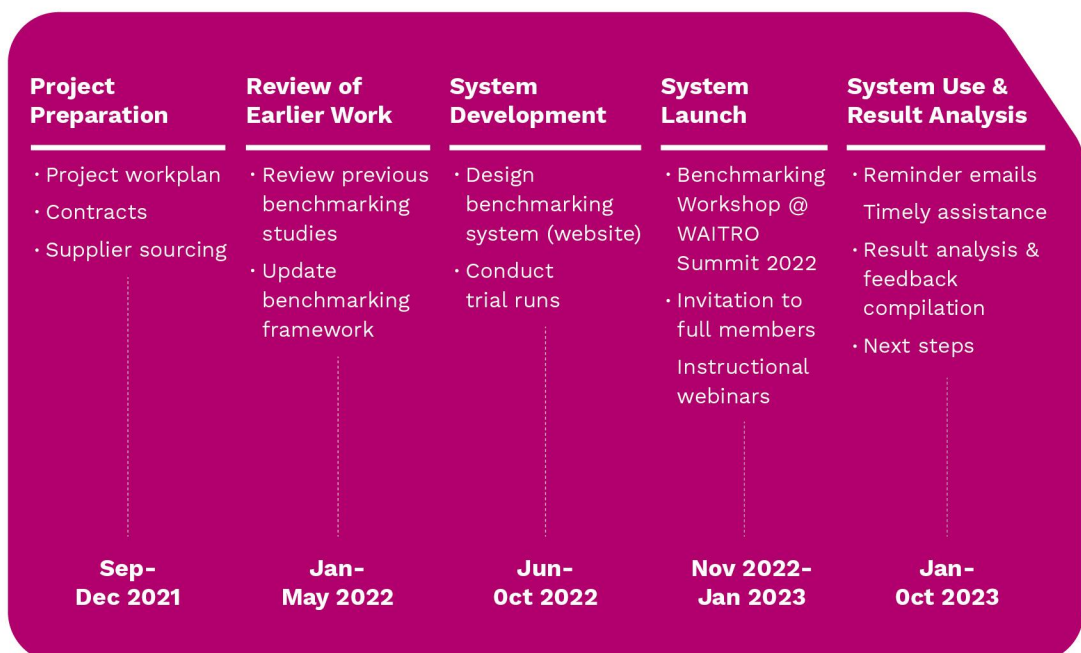 Project
Preparation
· Project workplan
· Contracts
· Supplier sourcing
Sep-
Dec 2021
Review of
Earlier Work
· Review previous
benchmarking
studies
· Update
benchmarking
framework
Jan-
May 2022
System
Development
· Design
benchmarking
system (website)
· Conduct
trial runs
Jun-
0ct 2022
System
Launch
· Benchmarking
Workshop @
WAITRO
Summit 2022
· Invitation to
full members
Instructional
webinars
Nov 2022-
Jan 2023
System Use &
Result Analysis
· Reminder emails
Timely assistance
· Result analysis &
feedback
compilation
· Next steps
Jan-
0ct 2023